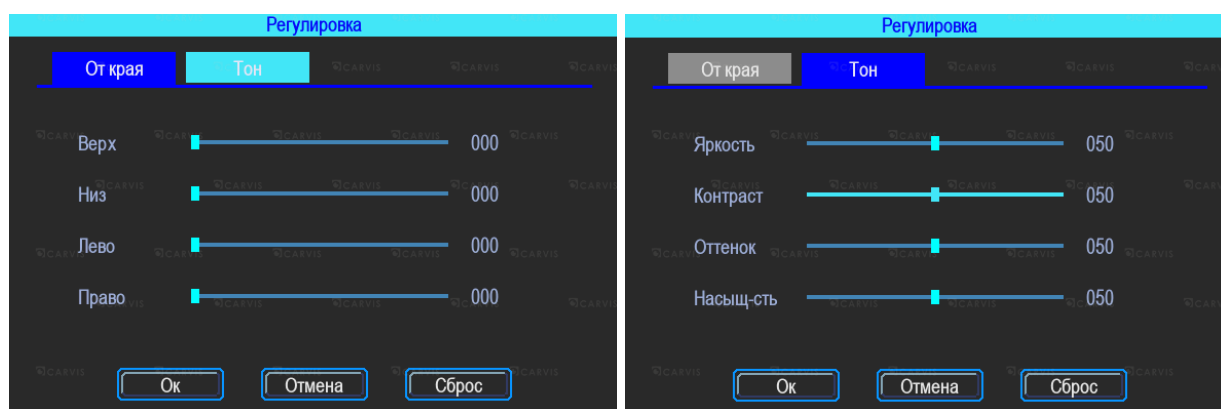 Регулировка
От края
Тон
Верх 000
Низ 000
Лево 000
Право 000
Ок
Отмена
Сброс
Регулировка
От края
Тон
Яркость 050
Контраст 050
Оттенок 050
Насыщ-сть 050
Ок
Отмена
Сброс
CARVIS